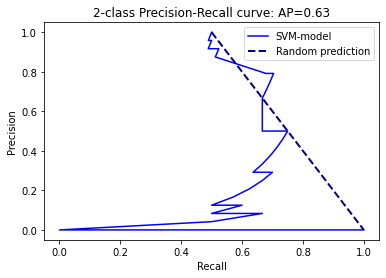 2-class Precision-Recall curve: AP=0.63
SVM-model
Random prediction
Precision
1.0
0.8
0.6
0.4
0.2
0.0
0.0 0.2 0.4 0.6 0.8 1.0
Recall